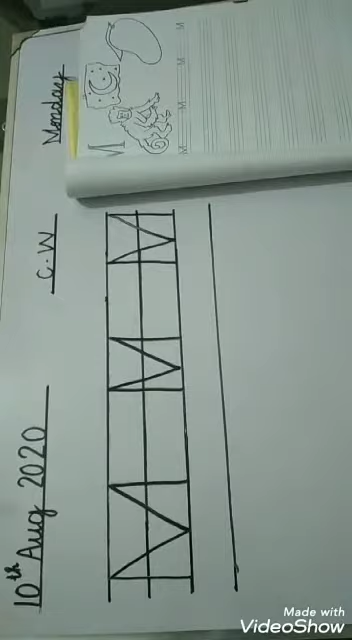 10th Aug 2020 C.W Monday
M M M
M
M M M M
Made with
VideoShow